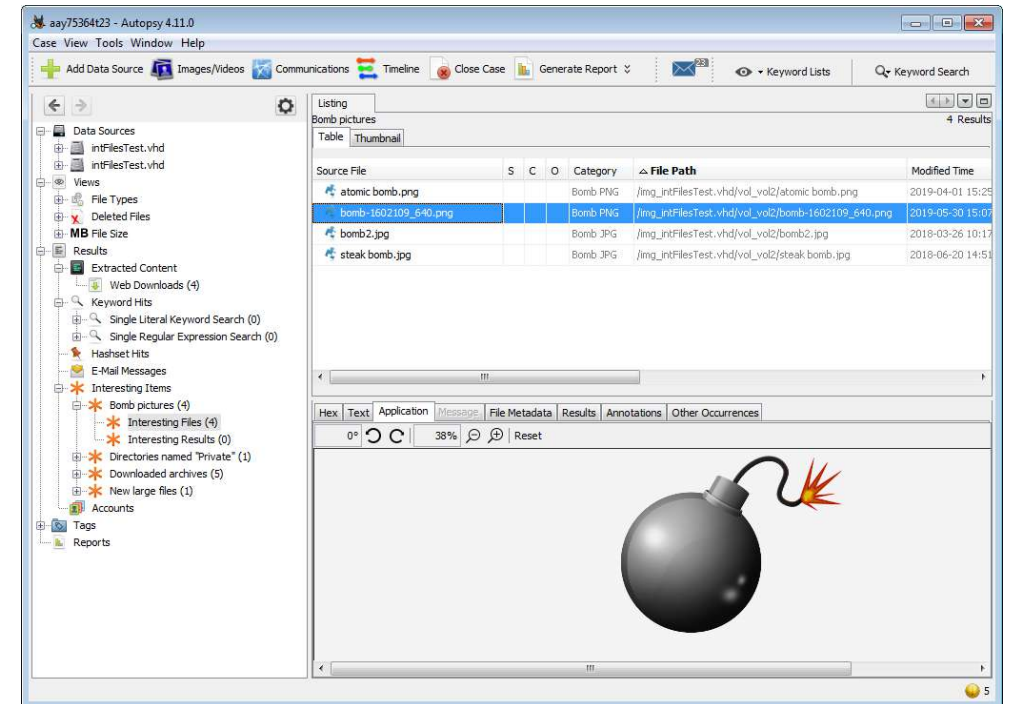 aay75364t23 - Autopsy 4.11.0
Case View Tools Window Help
Add Data Source Images/Videos Communications Timeline Close Case Generate Report 23 Keyword Lists Keyword Search
Data Sources
intFilesTest.vhd
intFilesTest.vhd
Views
File Types
Deleted Files
MB File Size
Results
Extracted Content
Web Downloads (4)
Keyword Hits
Single Literal Keyword Search (0)
Single Regular Expression Search (0)
Hashset Hits
E-Mail Messages
Interesting Items
Bomb pictures (4)
Interesting Files (4)
Interesting Results (0)
Directories named "Private" (1)
Downloaded archives (5)
New large files (1)
Accounts
Tags
Reports
Listing
Bomb pictures 4 Results
Table Thumbnail
Source File S C O Category File Path Modified Time
atomic bomb.png Bomb PNG /img_intFilesTest.vhd/vol_vol2/atomic bomb.png 2019-04-01 15:25
bomb-1602109_640.png Bomb PNG /img_intFilesTest.vhd/vol_vol2/bomb-1602109_640.png 2019-05-30 15:07
bomb2.jpg Bomb JPG /img_intFilesTest.vhd/vol_vol2/bomb2.jpg 2018-03-26 10:17
steak bomb.jpg Bomb JPG /img_intFilesTest.vhd/vol_vol2/steak bomb.jpg 2018-06-20 14:51
Hex Text Application Message File Metadata Results Annotations Other Occurrences
0° 38% Reset
5